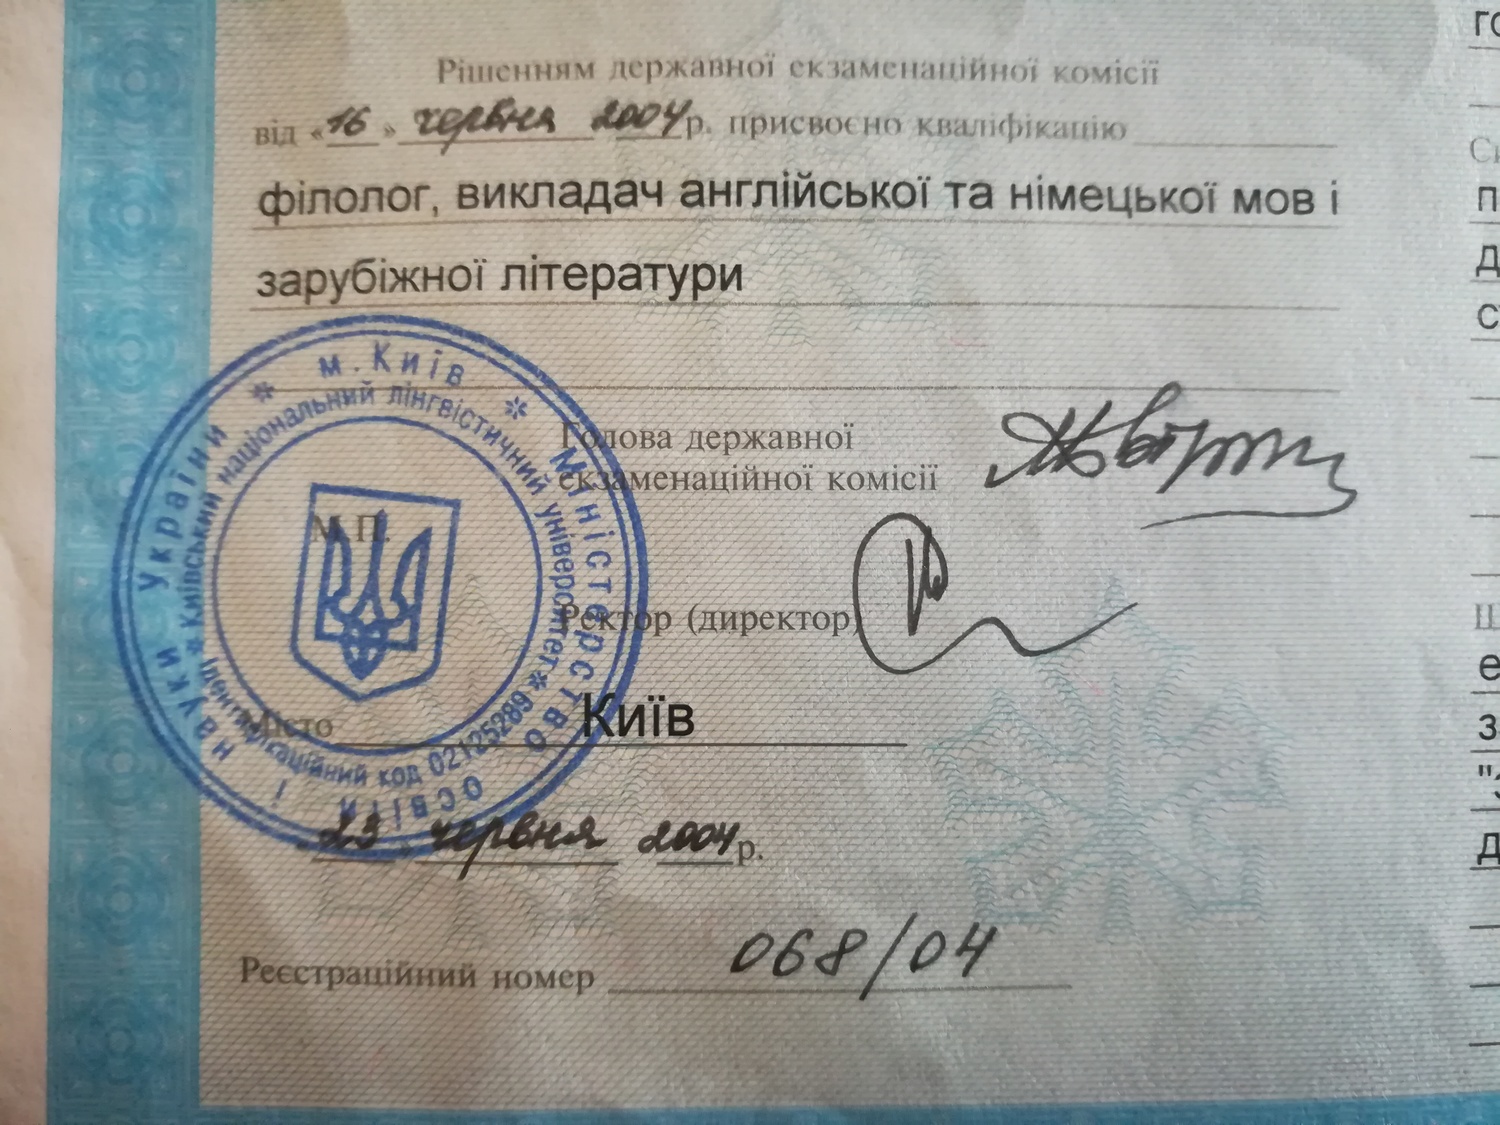 Рішенням державної екзаменаційної комісії
від «16» червня 2004 р. присвоєно кваліфікацію
філолог, викладач англійської та німецької мов і
зарубіжної літератури
м. Київ * Міністерство освіти і науки України *
* Київський національний лінгвістичний університет * Ідентифікаційний код 02125289
Голова державної
екзаменаційної комісії
М.П.
Ректор (директор)
Місто Київ
23 червня 2004 р.
Реєстраційний номер 068/04